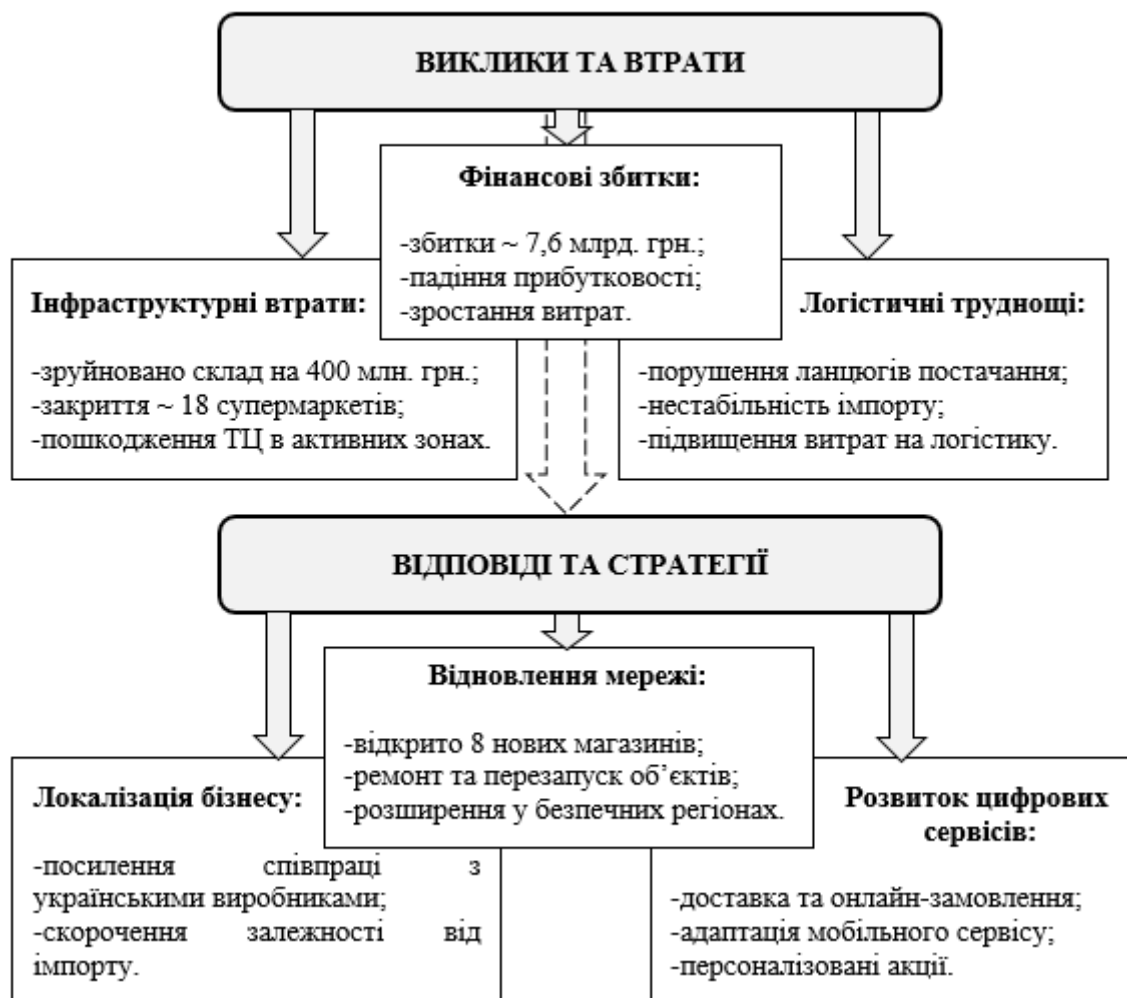 ВИКЛИКИ ТА ВТРАТИ
Фінансові збитки:
-збитки ~ 7,6 млрд. грн.;
-падіння прибутковості;
-зростання витрат.
Інфраструктурні втрати:
-зруйновано склад на 400 млн. грн.;
-закриття ~ 18 супермаркетів;
-пошкодження ТЦ в активних зонах.
Логістичні труднощі:
-порушення ланцюгів постачання;
-нестабільність імпорту;
-підвищення витрат на логістику.
ВІДПОВІДІ ТА СТРАТЕГІЇ
Відновлення мережі:
-відкрито 8 нових магазинів;
-ремонт та перезапуск об’єктів;
-розширення у безпечних регіонах.
Локалізація бізнесу:
-посилення співпраці з
українськими виробниками;
-скорочення залежності від
імпорту.
Розвиток цифрових
сервісів:
-доставка та онлайн-замовлення;
-адаптація мобільного сервісу;
-персоналізовані акції.